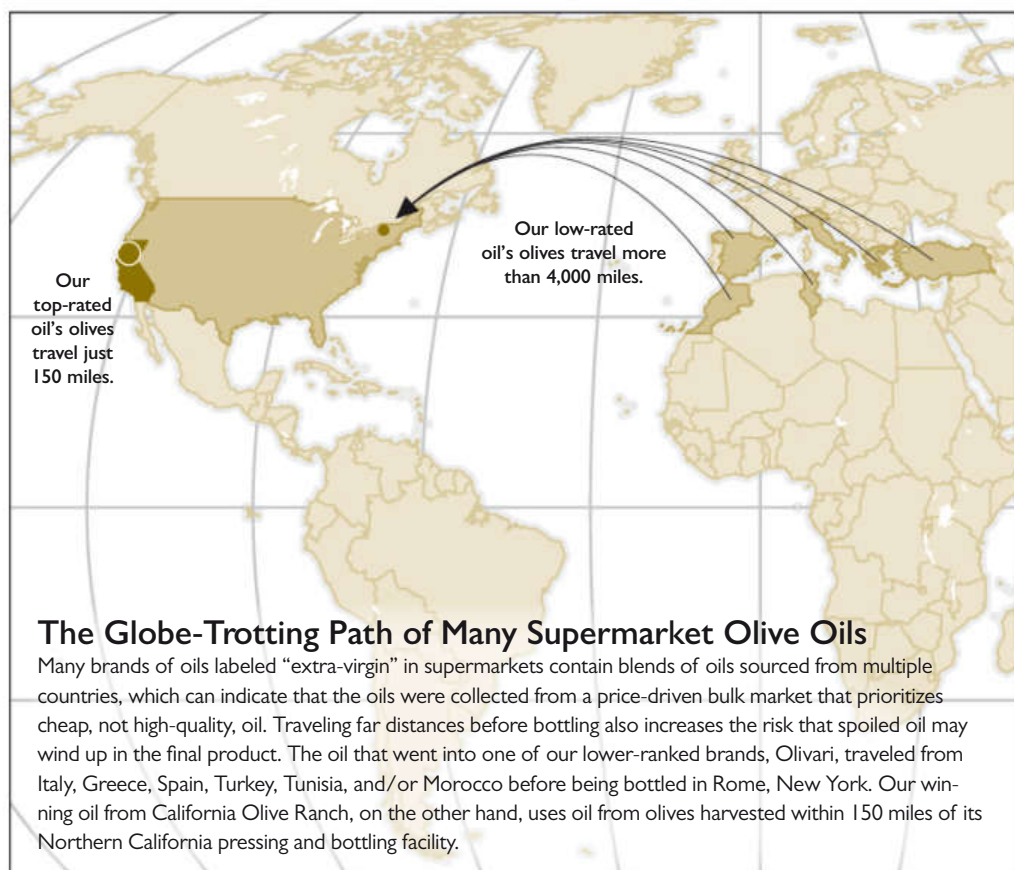 Our
top-rated
oil’s olives
travel just
150 miles.
Our low-rated
oil’s olives travel more
than 4,000 miles.
The Globe-Trotting Path of Many Supermarket Olive Oils
Many brands of oils labeled “extra-virgin” in supermarkets contain blends of oils sourced from multiple
countries, which can indicate that the oils were collected from a price-driven bulk market that prioritizes
cheap, not high-quality, oil. Traveling far distances before bottling also increases the risk that spoiled oil may
wind up in the final product. The oil that went into one of our lower-ranked brands, Olivari, traveled from
Italy, Greece, Spain, Turkey, Tunisia, and/or Morocco before being bottled in Rome, New York. Our win-
ning oil from California Olive Ranch, on the other hand, uses oil from olives harvested within 150 miles of its
Northern California pressing and bottling facility.